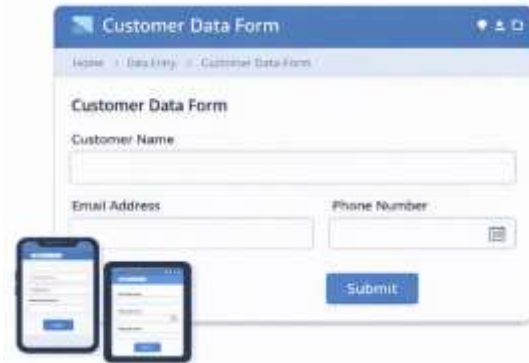 Customer Data Form
Home > Data Entry > Customer Data Form
Customer Data Form
Customer Name
Email Address Phone Number
Submit